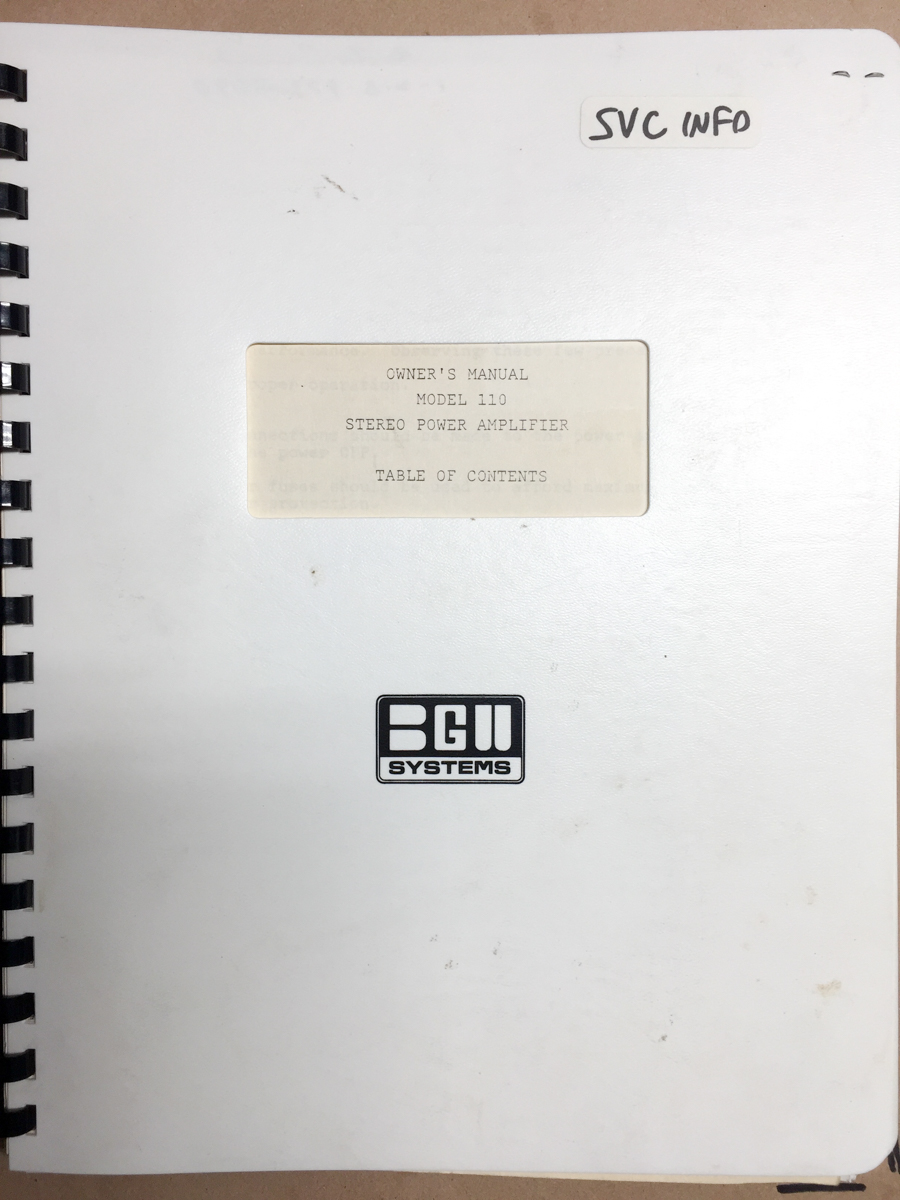 SVC INFO
OWNER'S MANUAL
MODEL 110
STEREO POWER AMPLIFIER
TABLE OF CONTENTS
BGW
SYSTEMS